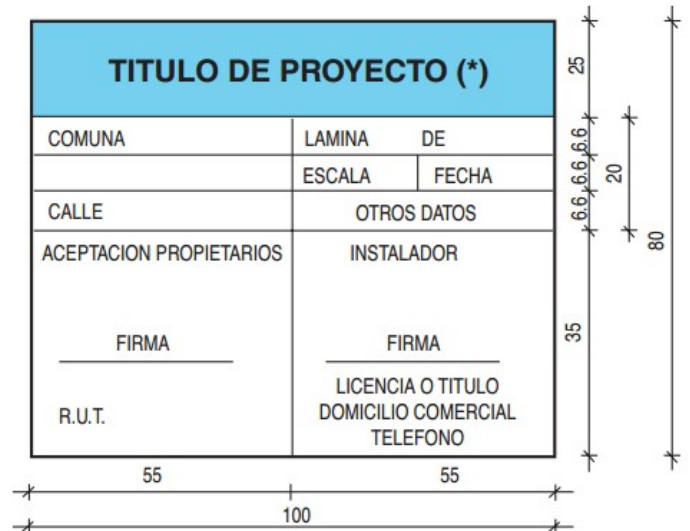 TITULO DE PROYECTO (*)
25
COMUNA
LAMINA DE
6.6
ESCALA
FECHA
6.6
20
CALLE
OTROS DATOS
6.6
80
ACEPTACION PROPIETARIOS
INSTALADOR
35
FIRMA
FIRMA
R.U.T.
LICENCIA O TITULO
DOMICILIO COMERCIAL
TELEFONO
55
55
100